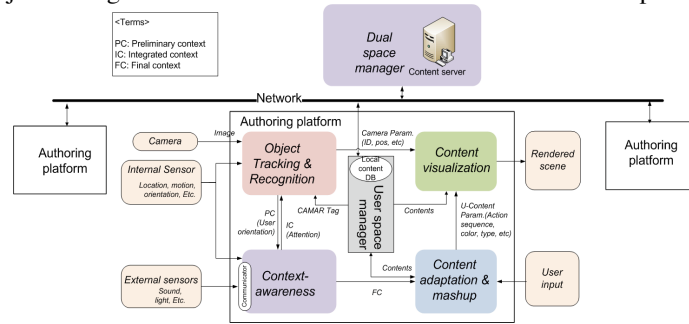 <Terms>
PC: Preliminary context
IC: Integrated context
FC: Final context
Dual
space
manager
Content server
Network
Authoring platform
Authoring
platform
Authoring
platform
Camera
Image
Internal Sensor
Location, motion,
orientation, Etc.
External sensors
Sound,
light, Etc.
Communicator
Object
Tracking &
Recognition
Camera Param.
(ID, pos, etc)
Local
content
DB
User space
manager
Content
visualization
Rendered
scene
CAMAR Tag
Contents
PC
(User
orientation)
IC
(Attention)
U-Content
Param.(Action
sequence,
color, type, etc)
Context-
awareness
Contents
FC
Content
adaptation &
mashup
User
input